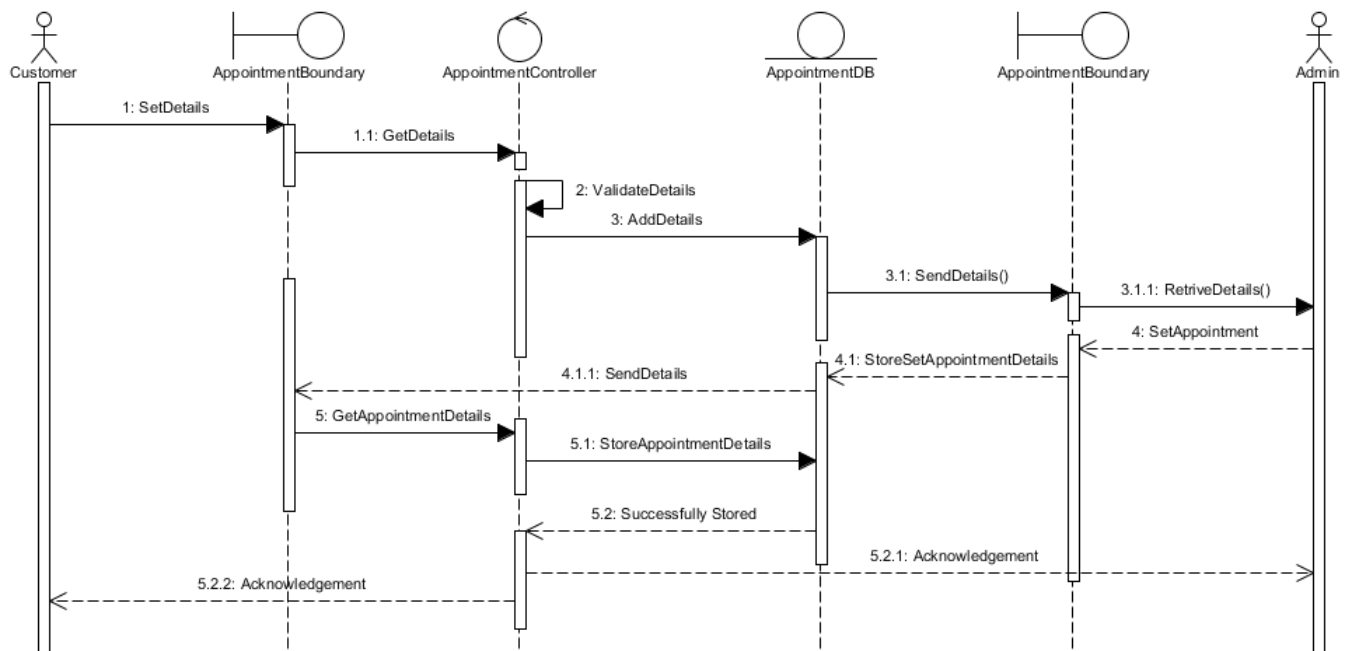 Customer
AppointmentBoundary
AppointmentController
AppointmentDB
AppointmentBoundary
Admin
1: SetDetails
1.1: GetDetails
2: ValidateDetails
3: AddDetails
3.1: SendDetails()
3.1.1: RetriveDetails()
4: SetAppointment
4.1: StoreSetAppointmentDetails
4.1.1: SendDetails
5: GetAppointmentDetails
5.1: StoreAppointmentDetails
5.2: Successfully Stored
5.2.1: Acknowledgement
5.2.2: Acknowledgement